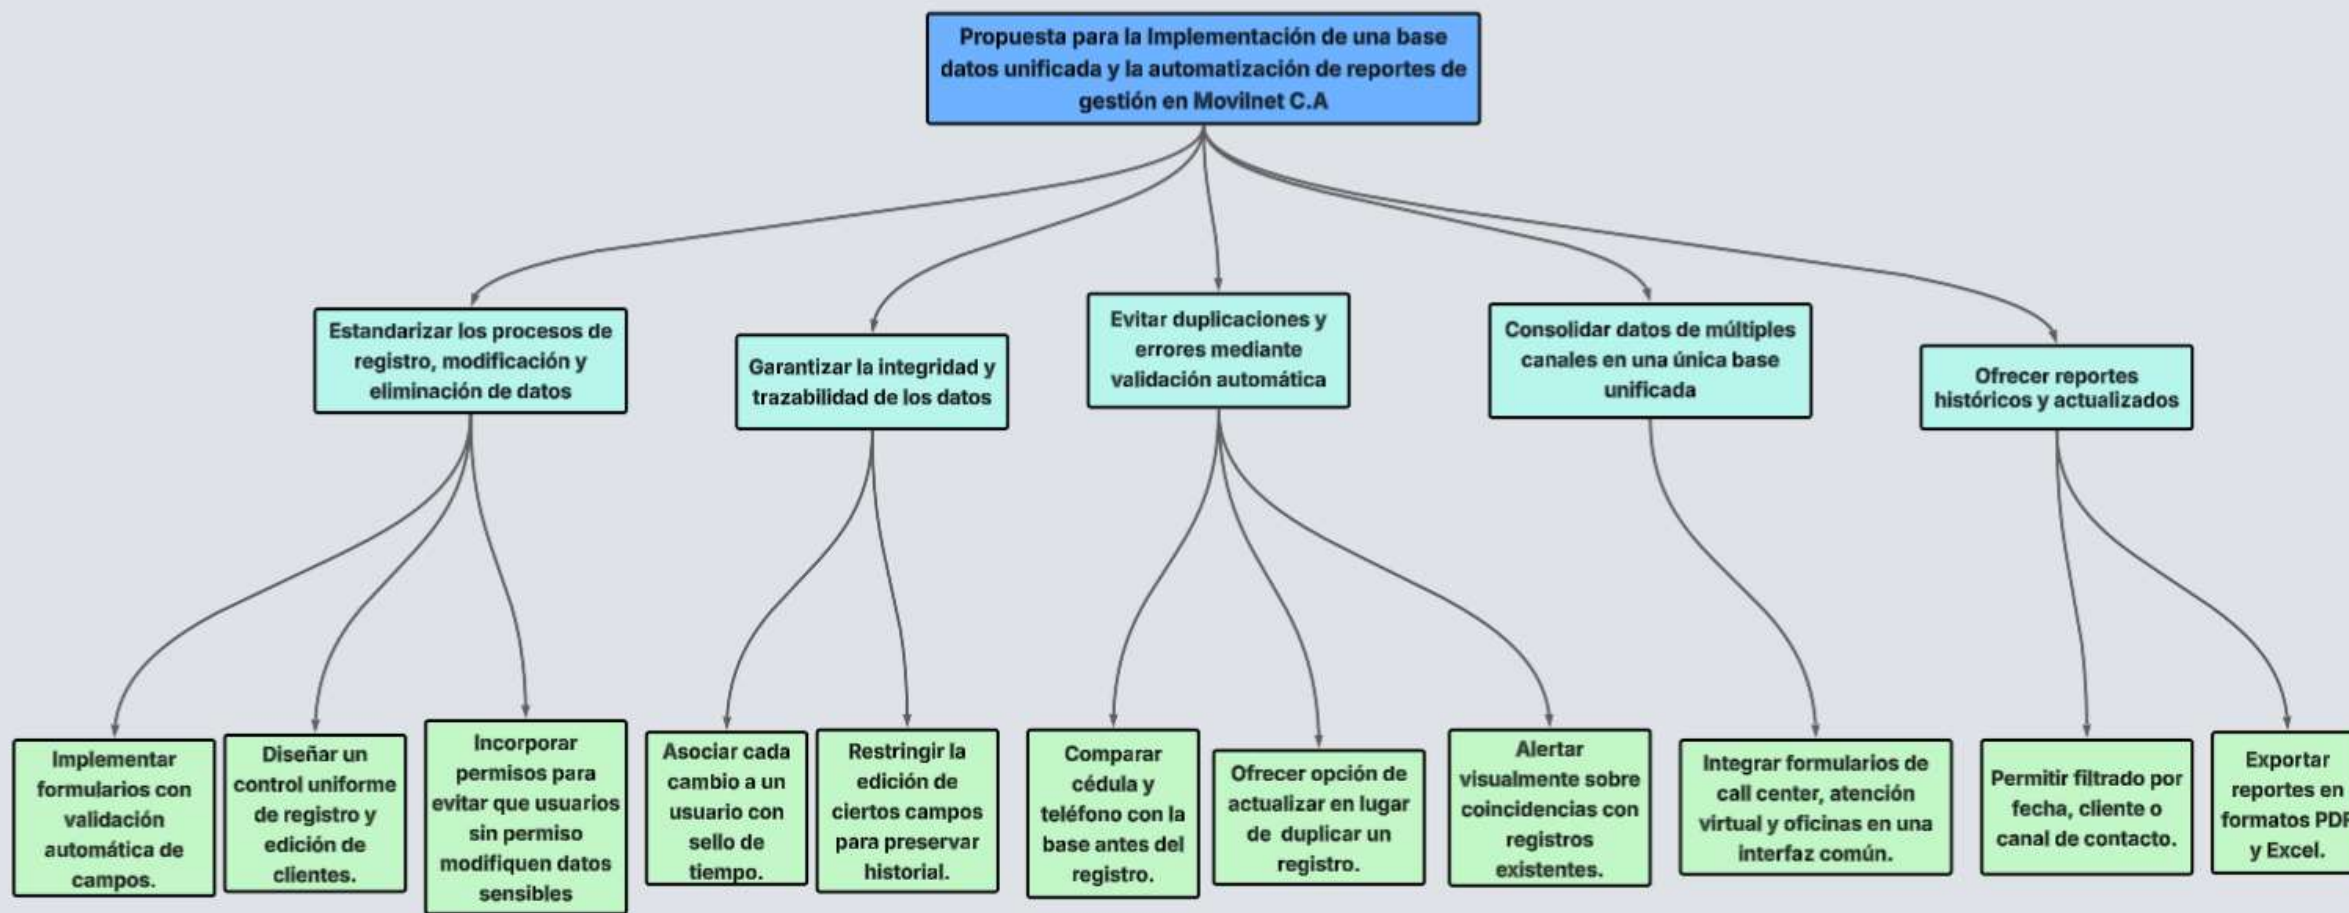 Propuesta para la Implementación de una base
datos unificada y la automatización de reportes de
gestión en Movilnet C.A
Estandarizar los procesos de
registro, modificación y
eliminación de datos
Garantizar la integridad y
trazabilidad de los datos
Evitar duplicaciones y
errores mediante
validación automática
Consolidar datos de múltiples
canales en una única base
unificada
Ofrecer reportes
históricos y actualizados
Implementar
formularios con
validación
automática de
campos.
Diseñar un
control uniforme
de registro y
edición de
clientes.
Incorporar
permisos para
evitar que usuarios
sin permiso
modifiquen datos
sensibles
Asociar cada
cambio a un
usuario con
sello de
tiempo.
Restringir la
edición de
ciertos campos
para preservar
historial.
Comparar
cédula y
teléfono con la
base antes del
registro.
Ofrecer opción de
actualizar en lugar
de duplicar un
registro.
Alertar
visualmente sobre
coincidencias con
registros
existentes.
Integrar formularios de
call center, atención
virtual y oficinas en una
interfaz común.
Permitir filtrado por
fecha, cliente o
canal de contacto.
Exportar
reportes en
formatos PDF
y Excel.